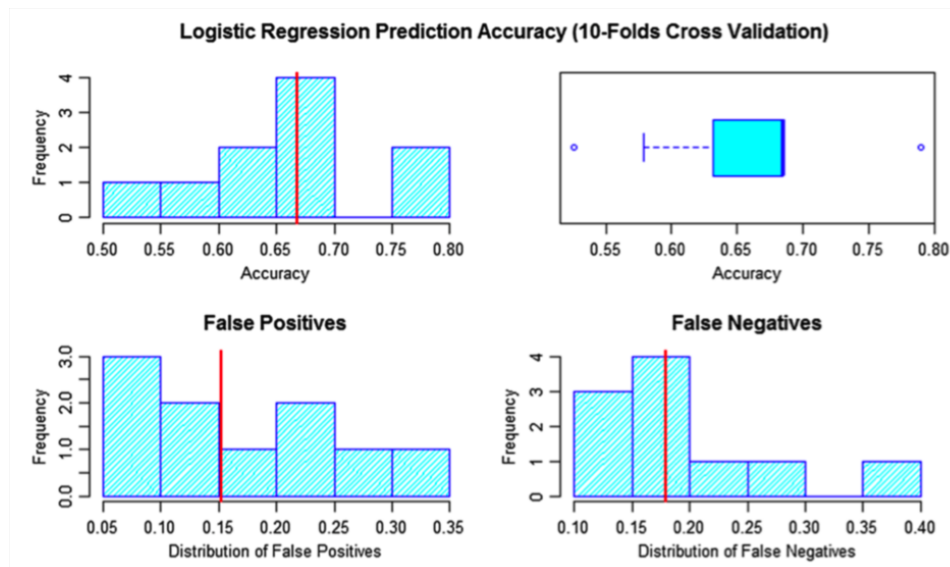 Logistic Regression Prediction Accuracy (10-Folds Cross Validation)
Frequency
0 1 2 3 4
0.50 0.55 0.60 0.65 0.70 0.75 0.80
Accuracy
0.55 0.60 0.65 0.70 0.75 0.80
Accuracy
False Positives
Frequency
0.0 1.0 2.0 3.0
0.05 0.10 0.15 0.20 0.25 0.30 0.35
Distribution of False Positives
False Negatives
Frequency
0 1 2 3 4
0.10 0.15 0.20 0.25 0.30 0.35 0.40
Distribution of False Negatives